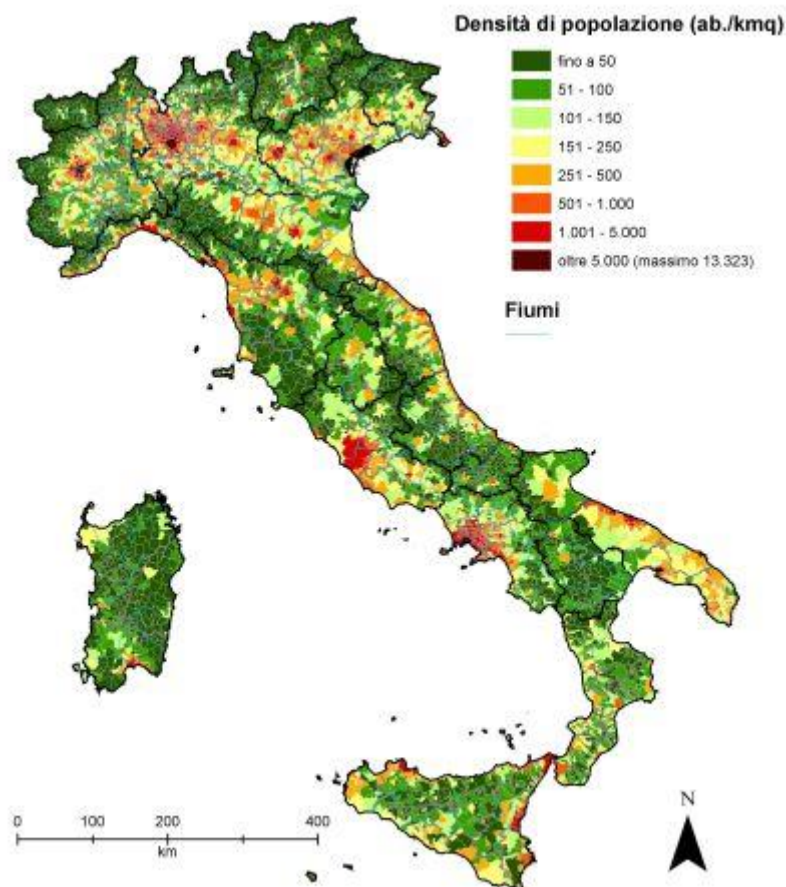 Densità di popolazione (ab./kmq)
fino a 50
51 - 100
101 - 150
151 - 250
251 - 500
501 - 1.000
1.001 - 5.000
oltre 5.000 (massimo 13.323)
Fiumi
0 100 200 400
km
N